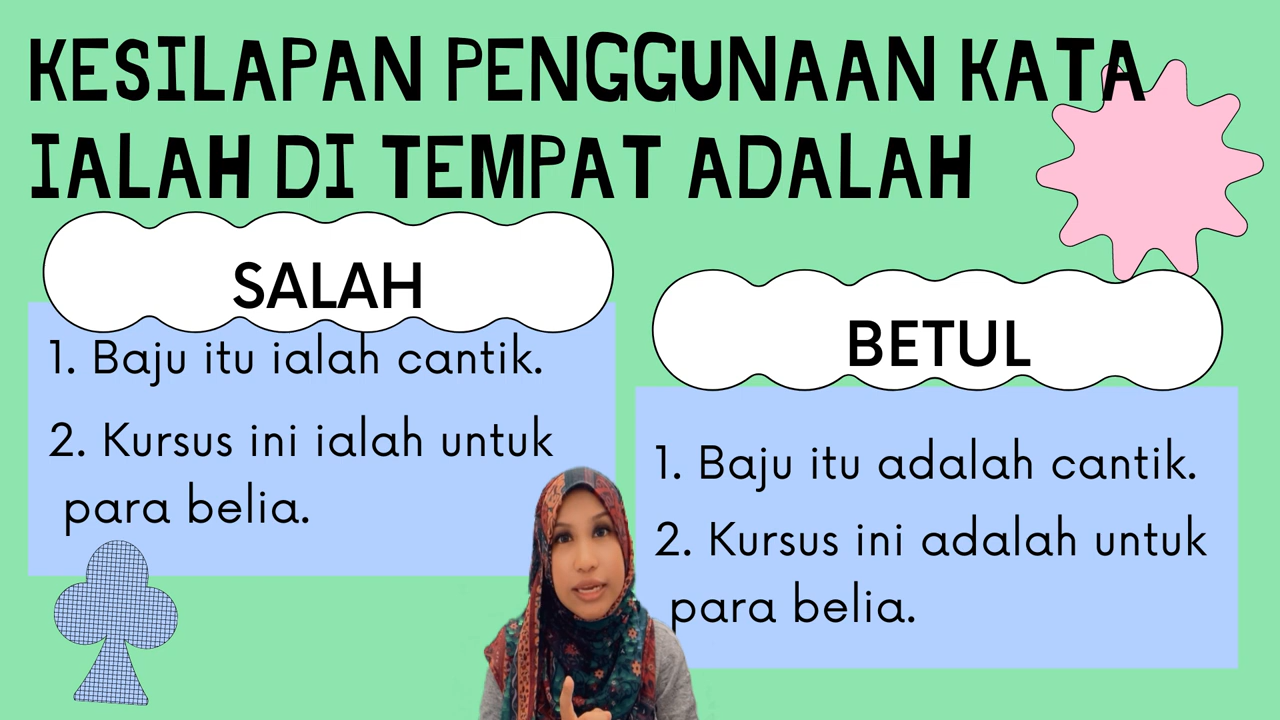 KESILAPAN PENGGUNAAN KATA
IALAH DI TEMPAT ADALAH
SALAH
1. Baju itu ialah cantik.
2. Kursus ini ialah untuk
para belia.
BETUL
1. Baju itu adalah cantik.
2. Kursus ini adalah untuk
para belia.